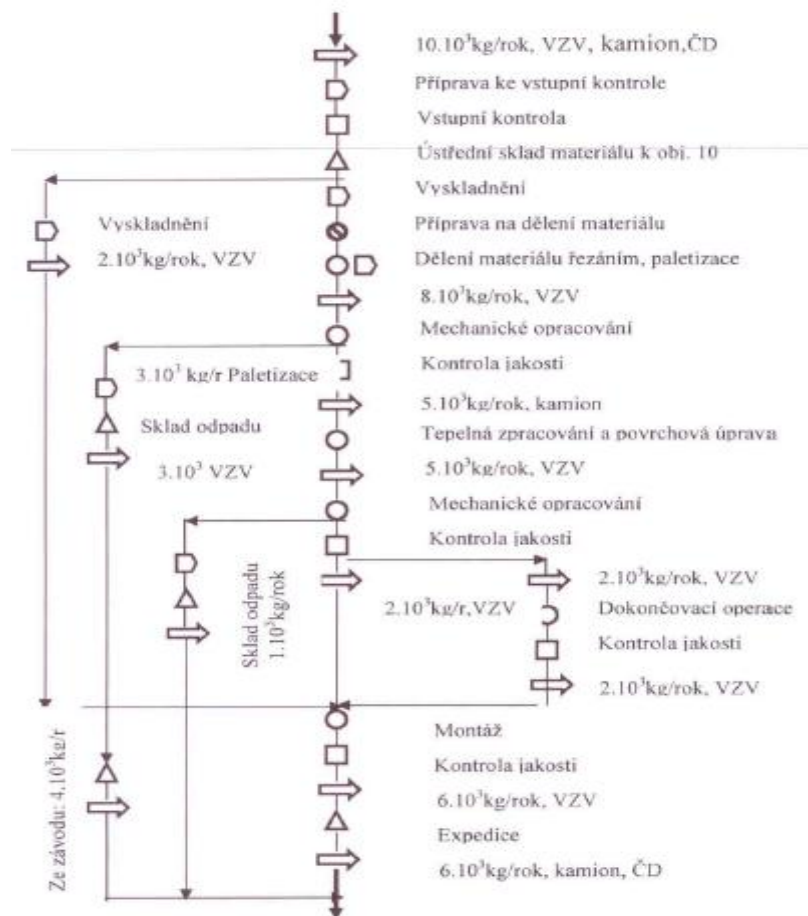 10.10³kg/rok, VZV, kamion,ČD
Příprava ke vstupní kontrole
Vstupní kontrola
Ústřední sklad materiálu k obj. 10
Vyskladnění
Vyskladnění
Příprava na dělení materiálu
2.10³kg/rok, VZV
Dělení materiálu řezáním, paletizace
8.10³kg/rok, VZV
Mechanické opracování
3.10³ kg/r Paletizace
Kontrola jakosti
5.10³kg/rok, kamion
Sklad odpadu
Tepelná zpracování a povrchová úprava
3.10³ VZV
5.10³kg/rok, VZV
Mechanické opracování
Kontrola jakosti
Sklad odpadu
1.10³kg/rok
2.10³kg/r,VZV
2.10³kg/rok, VZV
Dokončovací operace
Kontrola jakosti
2.10³kg/rok, VZV
Ze závodu: 4.10³kg/r
Montáž
Kontrola jakosti
6.10³kg/rok, VZV
Expedice
6.10³kg/rok, kamion, ČD